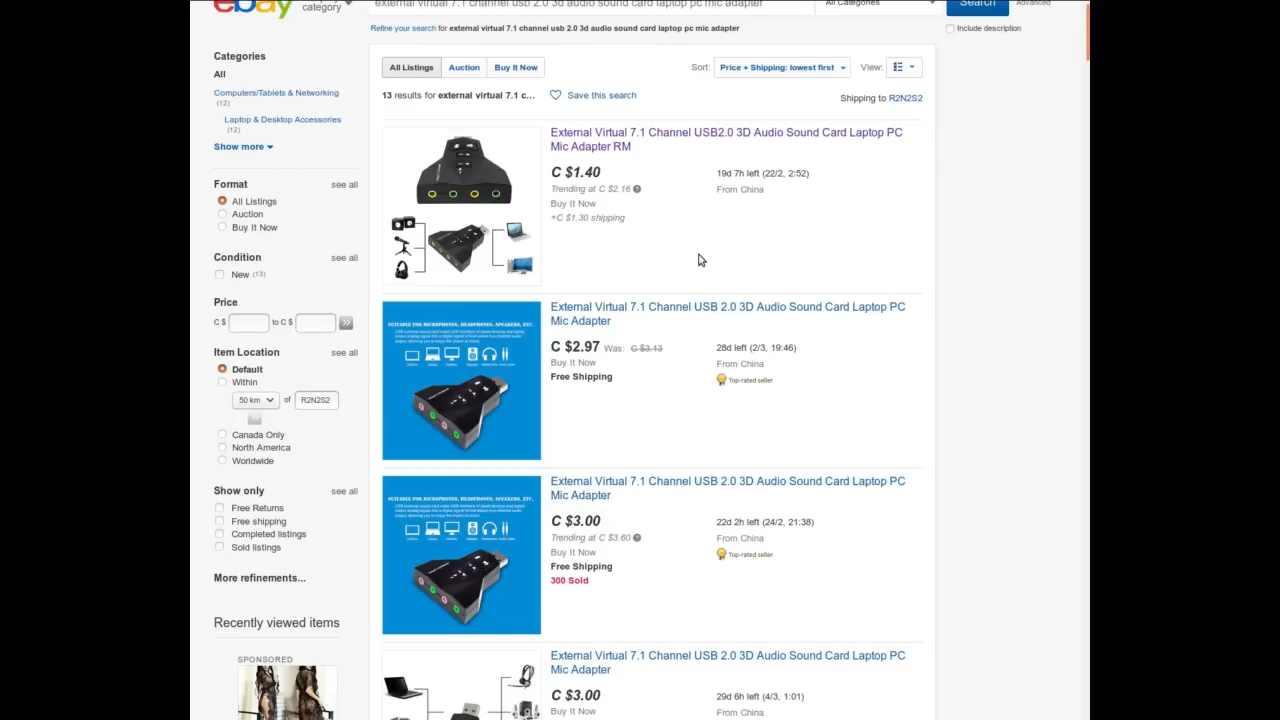 ebay
category
external virtual 7.1 channel usb 2.0 3d audio sound card laptop pc mic adapter
All Categories
Search
Advanced
Refine your search for external virtual 7.1 channel usb 2.0 3d audio sound card laptop pc mic adapter
Include description
Categories
All
Computers/Tablets & Networking
(12)
Laptop & Desktop Accessories
(12)
Show more
Format
see all
All Listings
Auction
Buy It Now
Condition
see all
New (13)
Price
C $
to C $
Item Location
see all
Default
Within
50 km
of
R2N2S2
Canada Only
North America
Worldwide
Show only
see all
Free Returns
Free shipping
Completed listings
Sold listings
More refinements...
Recently viewed items
SPONSORED
All Listings
Auction
Buy It Now
Sort:
Price + Shipping: lowest first
View:
13 results for external virtual 7.1 c...
Save this search
Shipping to R2N2S2
External Virtual 7.1 Channel USB2.0 3D Audio Sound Card Laptop PC
Mic Adapter RM
C $1.40
Trending at C $2.16
Buy It Now
+C $1.30 shipping
19d 7h left (22/2, 2:52)
From China
SUITABLE FOR MICROPHONES, HEADPHONES, SPEAKERS, ETC.
External Virtual 7.1 Channel USB 2.0 3D Audio Sound Card Laptop PC
Mic Adapter
C $2.97 Was: C $3.13
Buy It Now
Free Shipping
28d left (2/3, 19:46)
From China
Top-rated seller
SUITABLE FOR MICROPHONES, HEADPHONES, SPEAKERS, ETC.
External Virtual 7.1 Channel USB 2.0 3D Audio Sound Card Laptop PC
Mic Adapter
C $3.00
Trending at C $3.60
Buy It Now
Free Shipping
300 Sold
22d 2h left (24/2, 21:38)
From China
Top-rated seller
External Virtual 7.1 Channel USB 2.0 3D Audio Sound Card Laptop PC
Mic Adapter
C $3.00
Buy It Now
29d 6h left (4/3, 1:01)
From China